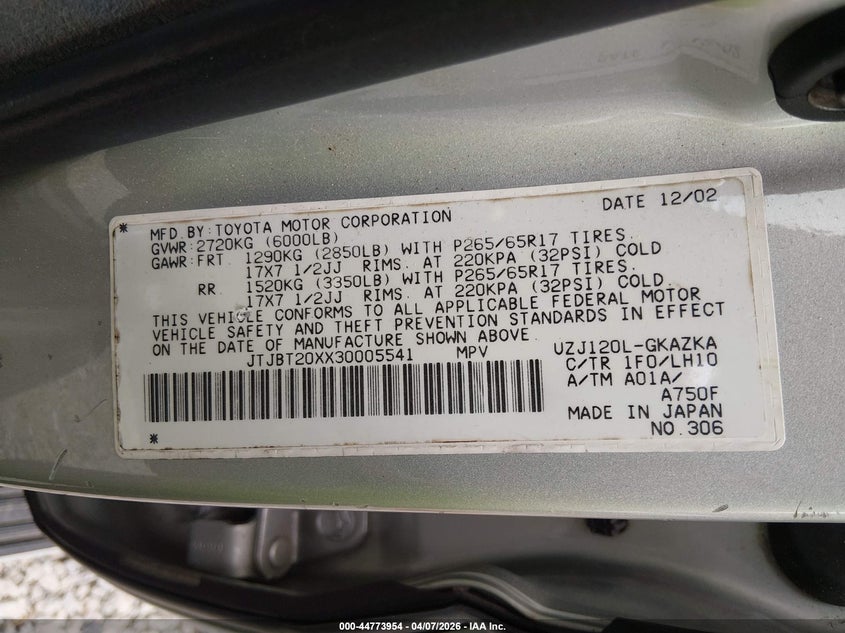 DATE 12/02
* MFD BY:TOYOTA MOTOR CORPORATION
GVWR:2720KG (6000LB)
GAWR:FRT 1290KG (2850LB) WITH P265/65R17 TIRES.
17X7 1/2JJ RIMS. AT 220KPA (32PSI) COLD
RR 1520KG (3350LB) WITH P265/65R17 TIRES.
17X7 1/2JJ RIMS. AT 220KPA (32PSI) COLD.
THIS VEHICLE CONFORMS TO ALL APPLICABLE FEDERAL MOTOR
VEHICLE SAFETY AND THEFT PREVENTION STANDARDS IN EFFECT
ON THE DATE OF MANUFACTURE SHOWN ABOVE.
JTJBT20XX30005541 MPV
UZJ120L-GKAZKA
C/TR 1F0/LH10
A/TM A01A/
A750F
MADE IN JAPAN
* NO.306
000-44773954 - 04/07/2026 - IAA Inc.